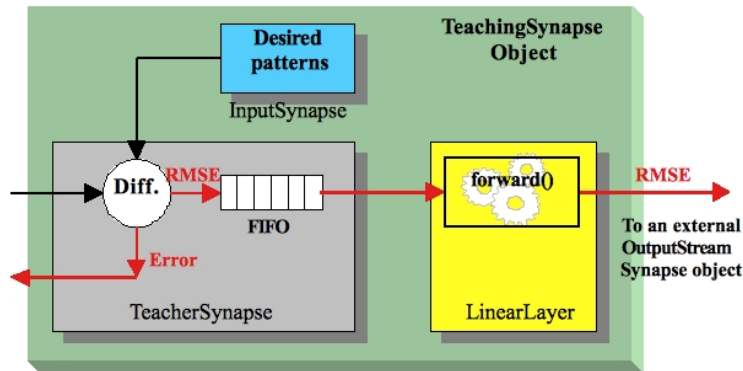 TeachingSynapse
Object
Desired
patterns
InputSynapse
Diff.
RMSE
FIFO
Error
TeacherSynapse
forward()
LinearLayer
RMSE
To an external
OutputStream
Synapse object